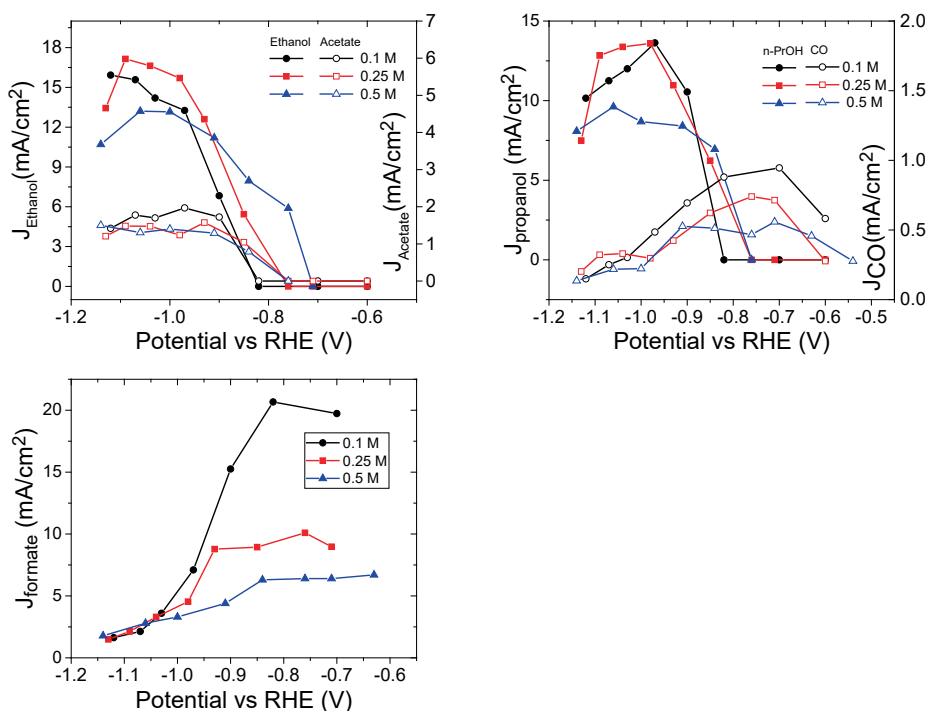 Ethanol Acetate
0.1 M
0.25 M
0.5 M
J_Ethanol(mA/cm²)
18
15
12
9
6
3
0
J_Acetate(mA/cm²)
7
6
5
4
3
2
1
0
-1.2 -1.1 -1.0 -0.9 -0.8 -0.7 -0.6
Potential vs RHE (V)
n-PrOH CO
0.1 M
0.25 M
0.5 M
J_propanol (mA/cm²)
15
10
5
0
JCO(mA/cm²)
2.0
1.5
1.0
0.5
0.0
-1.2 -1.1 -1.0 -0.9 -0.8 -0.7 -0.6 -0.5
Potential vs RHE (V)
0.1 M
0.25 M
0.5 M
J_formate (mA/cm²)
20
15
10
5
0
-1.2 -1.1 -1.0 -0.9 -0.8 -0.7 -0.6
Potential vs RHE (V)